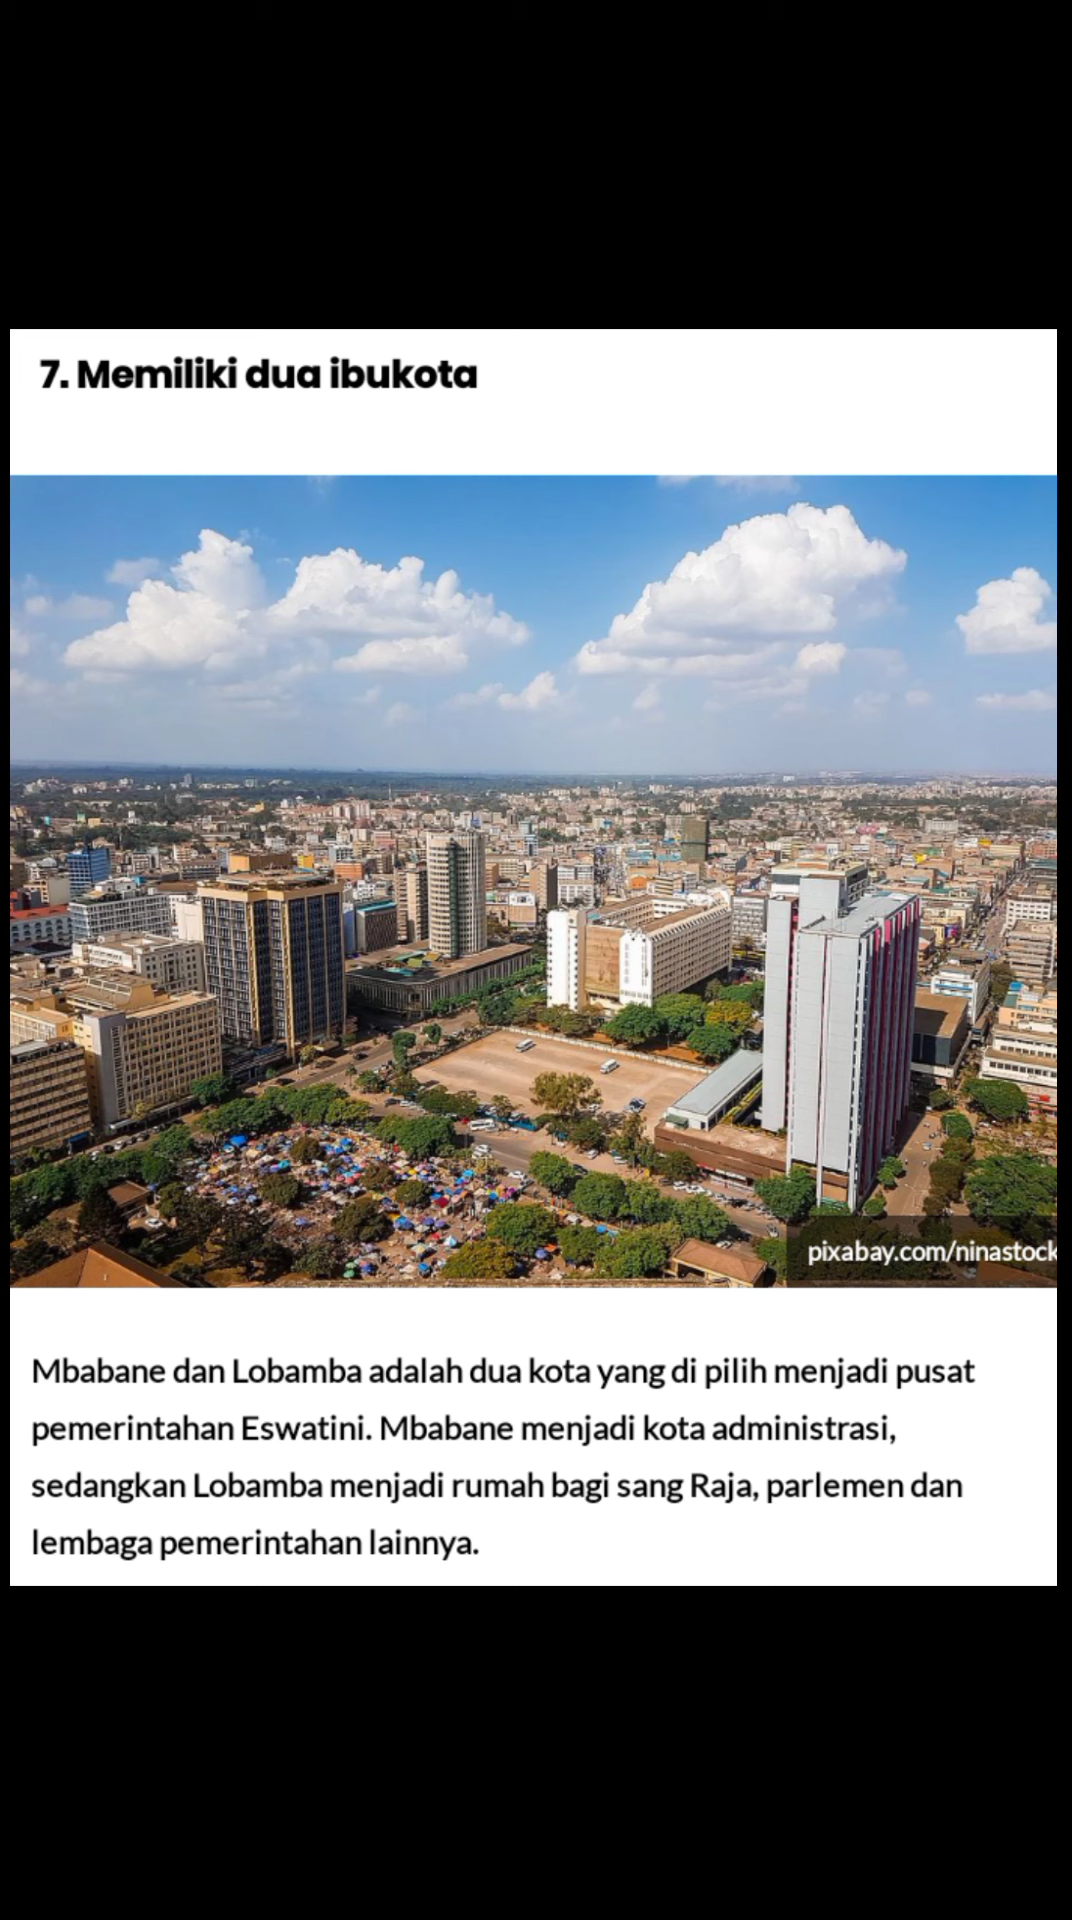 7. Memiliki dua ibukota
pixabay.com/ninastock
Mbabane dan Lobamba adalah dua kota yang di pilih menjadi pusat
pemerintahan Eswatini. Mbabane menjadi kota administrasi,
sedangkan Lobamba menjadi rumah bagi sang Raja, parlemen dan
lembaga pemerintahan lainnya.